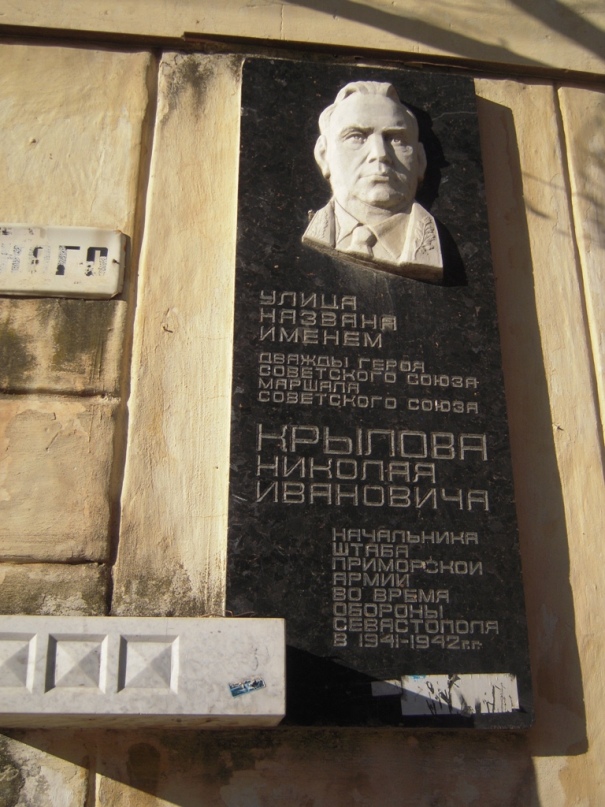 УЛИЦА
НАЗВАНА
ИМЕНЕМ
ДВАЖДЫ ГЕРОЯ
СОВЕТСКОГО СОЮЗА
МАРШАЛА
СОВЕТСКОГО СОЮЗА
КРЫЛОВА
НИКОЛАЯ
ИВАНОВИЧА
НАЧАЛЬНИКА
ШТАБА
ПРИМОРСКОЙ
АРМИИ
ВО ВРЕМЯ
ОБОРОНЫ
СЕВАСТОПОЛЯ
В 1941-1942 г.г.